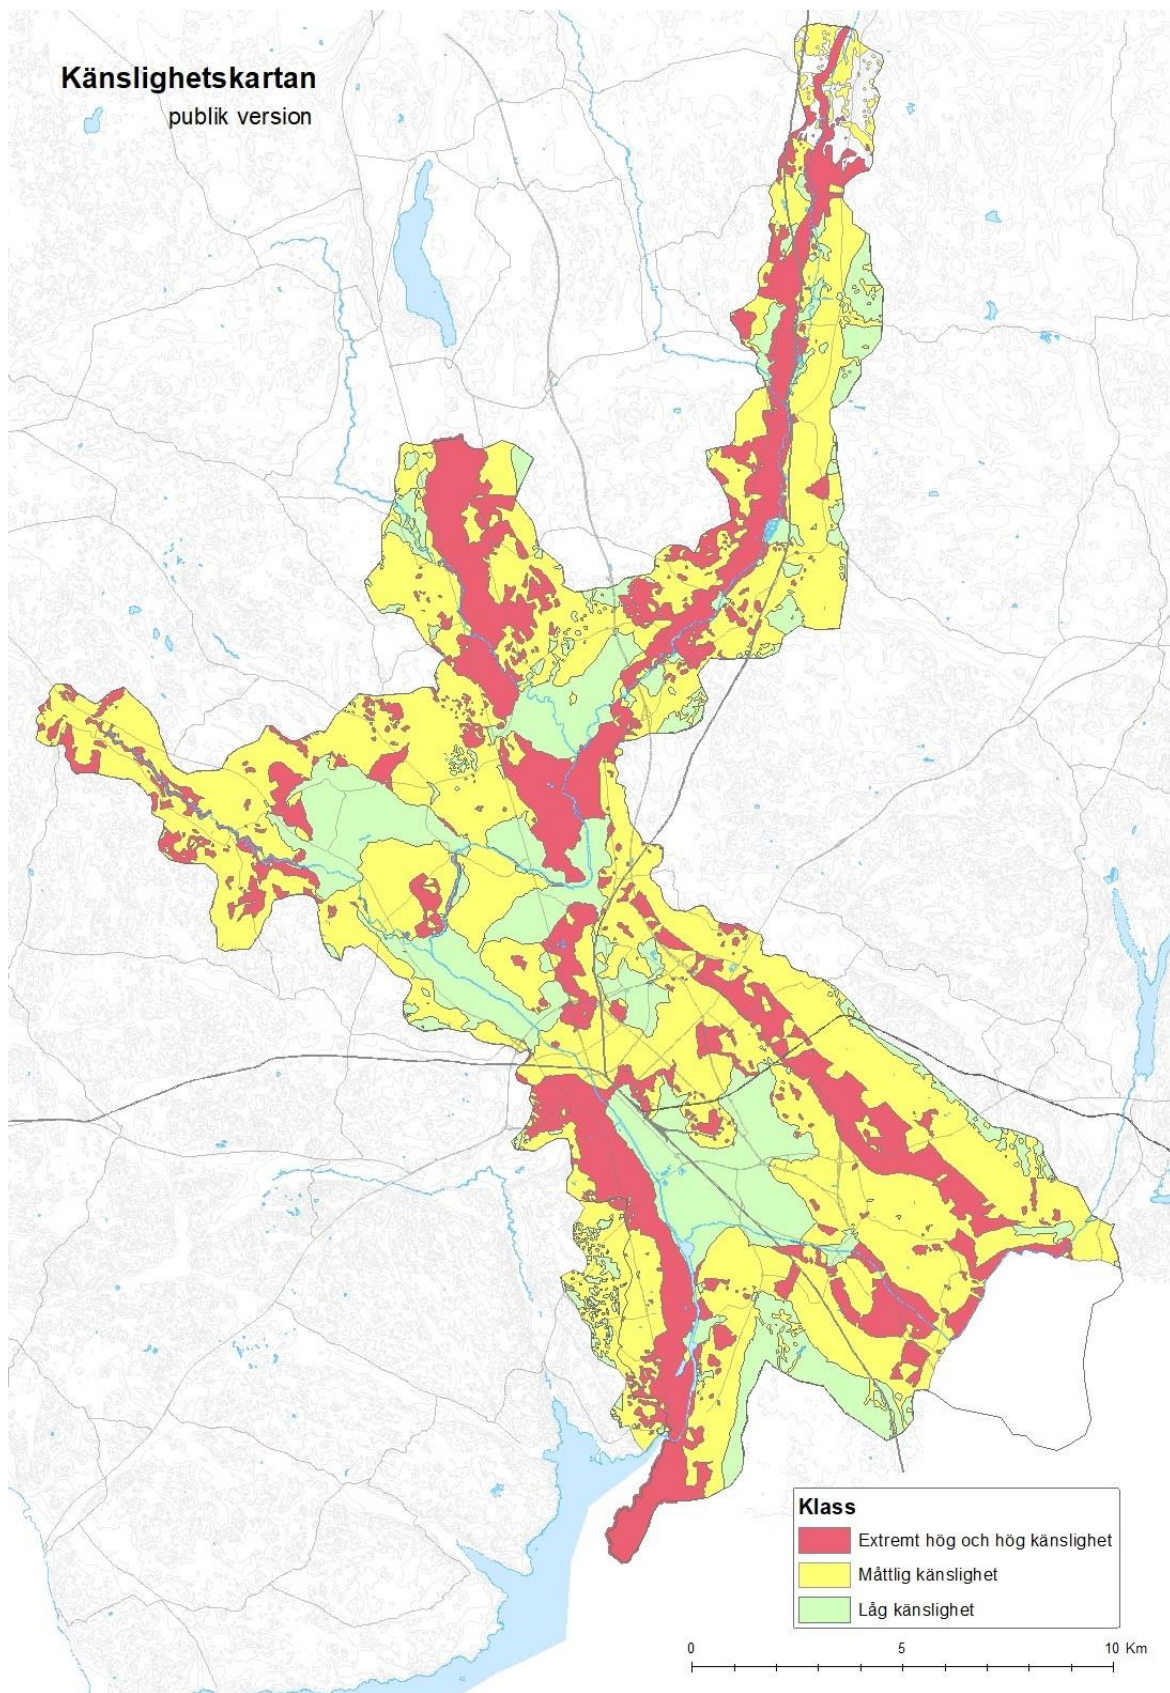 Känslighetskartan
publik version
Klass
Extremt hög och hög känslighet
Måttlig känslighet
Låg känslighet
0 5 10 Km